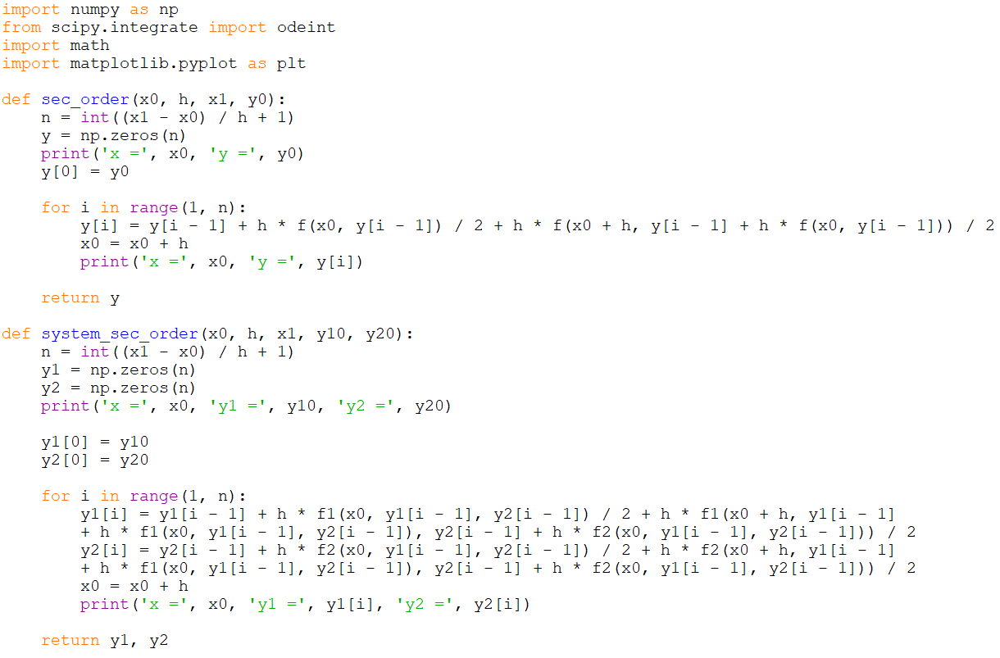 import numpy as np
from scipy.integrate import odeint
import math
import matplotlib.pyplot as plt

def sec_order(x0, h, x1, y0):
    n = int((x1 - x0) / h + 1)
    y = np.zeros(n)
    print('x =', x0, 'y =', y0)
    y[0] = y0

    for i in range(1, n):
        y[i] = y[i - 1] + h * f(x0, y[i - 1]) / 2 + h * f(x0 + h, y[i - 1] + h * f(x0, y[i - 1])) / 2
        x0 = x0 + h
        print('x =', x0, 'y =', y[i])

    return y

def system_sec_order(x0, h, x1, y10, y20):
    n = int((x1 - x0) / h + 1)
    y1 = np.zeros(n)
    y2 = np.zeros(n)
    print('x =', x0, 'y1 =', y10, 'y2 =', y20)

    y1[0] = y10
    y2[0] = y20

    for i in range(1, n):
        y1[i] = y1[i - 1] + h * f1(x0, y1[i - 1], y2[i - 1]) / 2 + h * f1(x0 + h, y1[i - 1]
        + h * f1(x0, y1[i - 1], y2[i - 1]), y2[i - 1] + h * f2(x0, y1[i - 1], y2[i - 1])) / 2
        y2[i] = y2[i - 1] + h * f2(x0, y1[i - 1], y2[i - 1]) / 2 + h * f2(x0 + h, y1[i - 1]
        + h * f1(x0, y1[i - 1], y2[i - 1]), y2[i - 1] + h * f2(x0, y1[i - 1], y2[i - 1])) / 2
        x0 = x0 + h
        print('x =', x0, 'y1 =', y1[i], 'y2 =', y2[i])

    return y1, y2